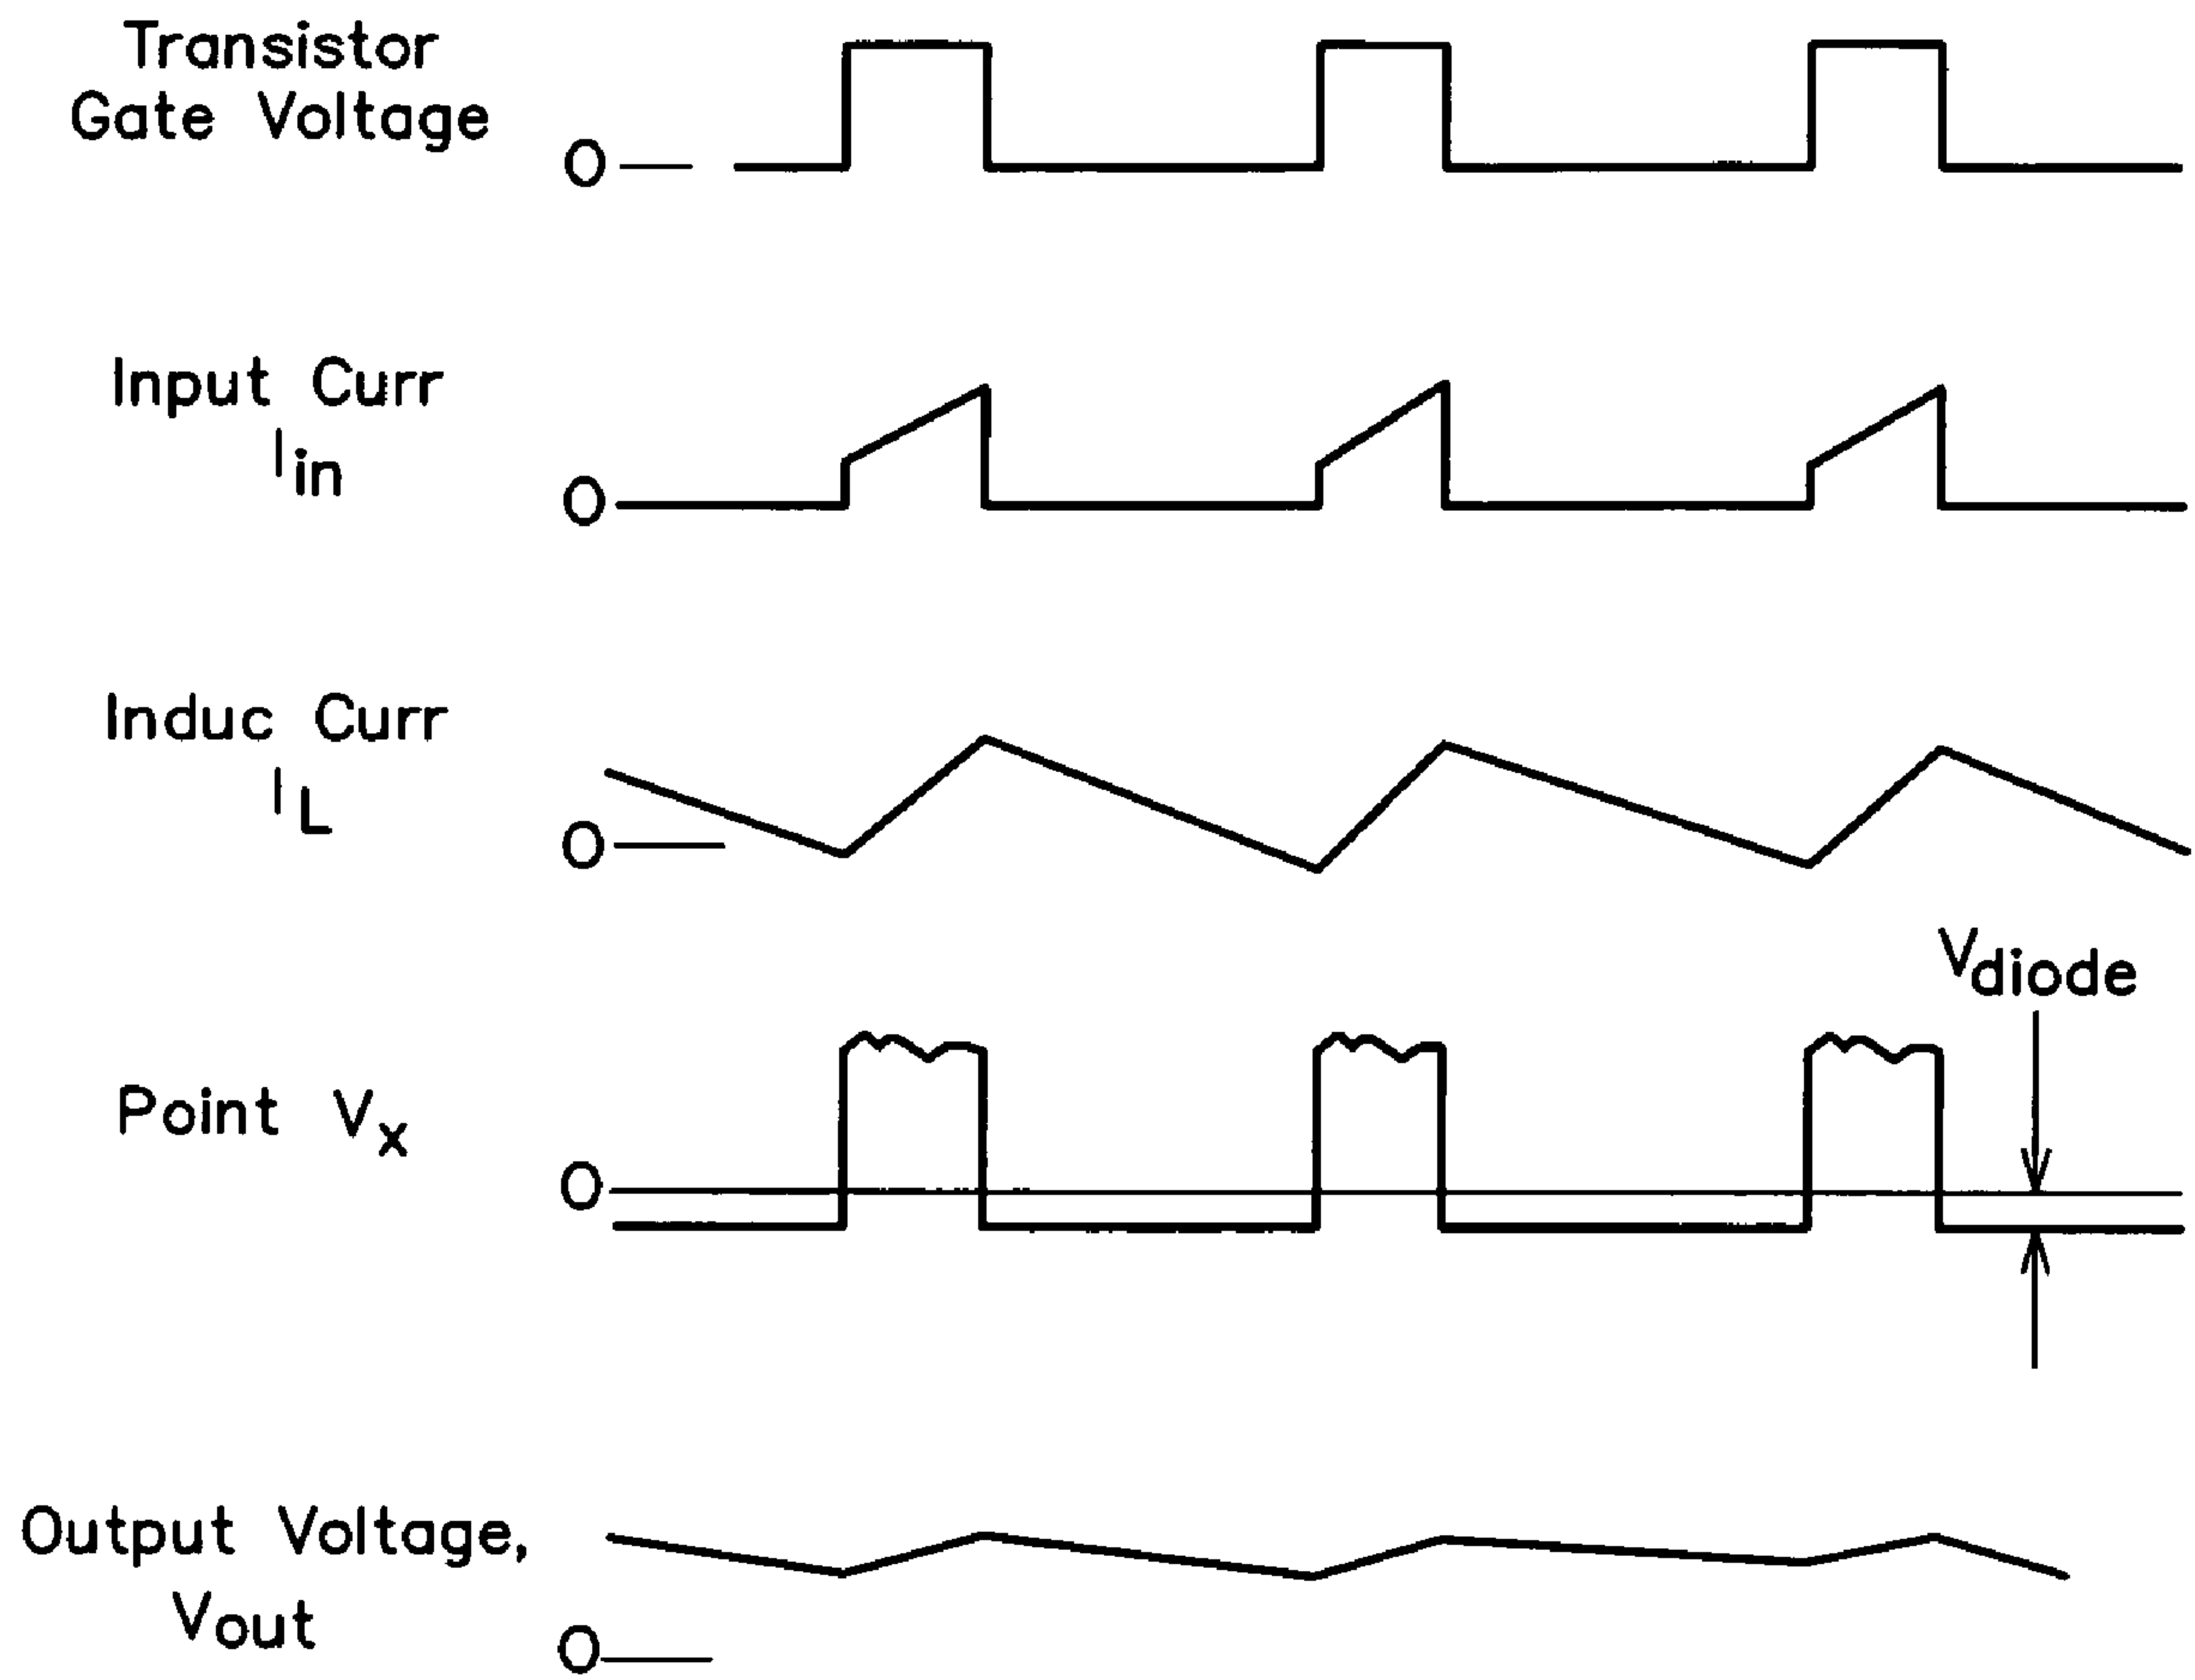 Transistor
Gate Voltage
0
Input Curr
Iin
0
Induc Curr
IL
0
Vdiode
Point Vx
0
Output Voltage,
Vout
0